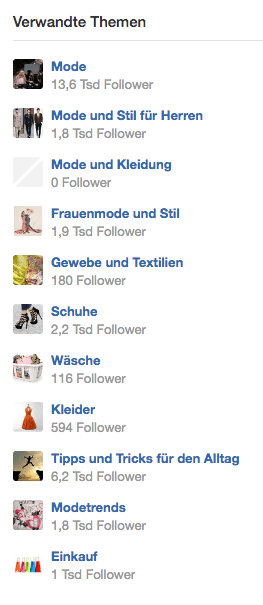 Verwandte Themen
Mode
13,6 Tsd Follower
Mode und Stil für Herren
1,8 Tsd Follower
Mode und Kleidung
0 Follower
Frauenmode und Stil
1,9 Tsd Follower
Gewebe und Textilien
180 Follower
Schuhe
2,2 Tsd Follower
Wäsche
116 Follower
Kleider
594 Follower
Tipps und Tricks für den Alltag
6,2 Tsd Follower
Modetrends
1,8 Tsd Follower
Einkauf
1 Tsd Follower